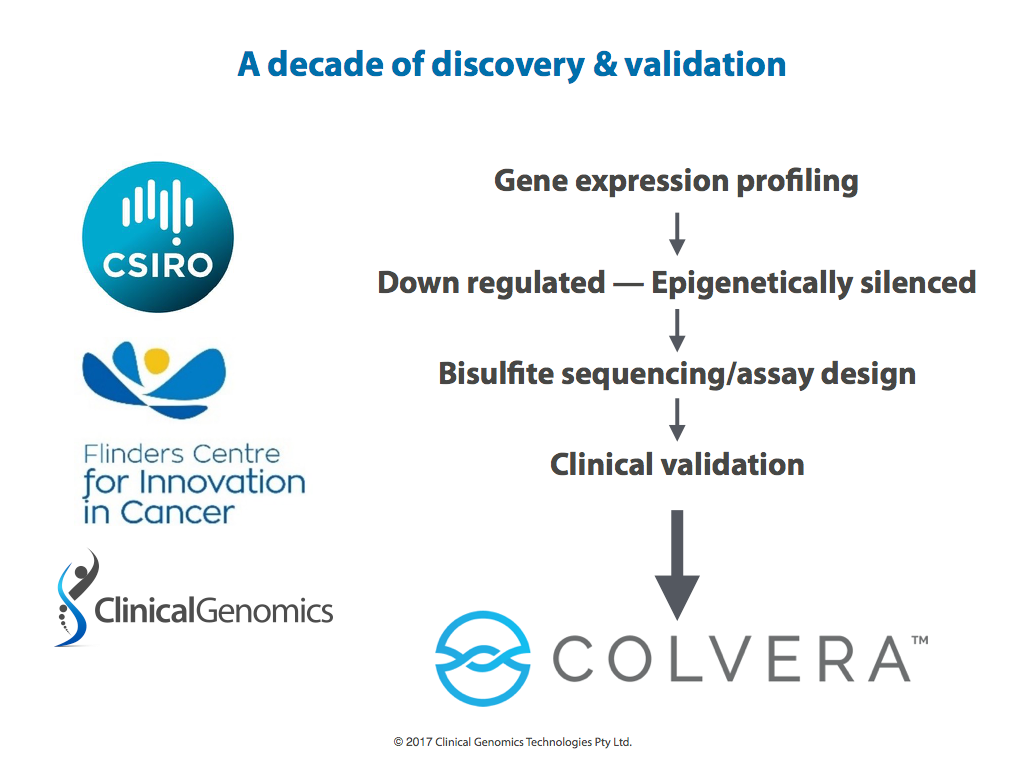 A decade of discovery & validation
CSIRO
Flinders Centre
for Innovation
in Cancer
ClinicalGenomics
Gene expression profiling
Down regulated — Epigenetically silenced
Bisulfite sequencing/assay design
Clinical validation
COLVERA™
© 2017 Clinical Genomics Technologies Pty Ltd.